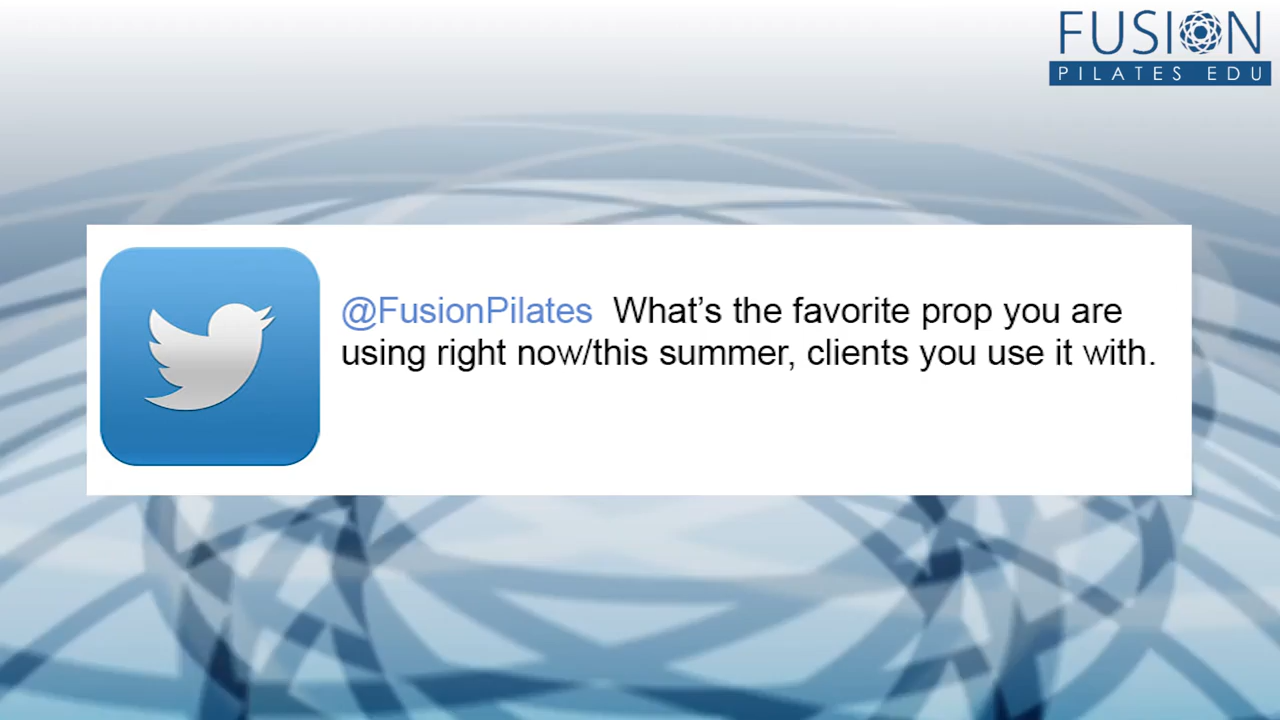 FUSION
PILATES EDU
@FusionPilates What’s the favorite prop you are
using right now/this summer, clients you use it with.